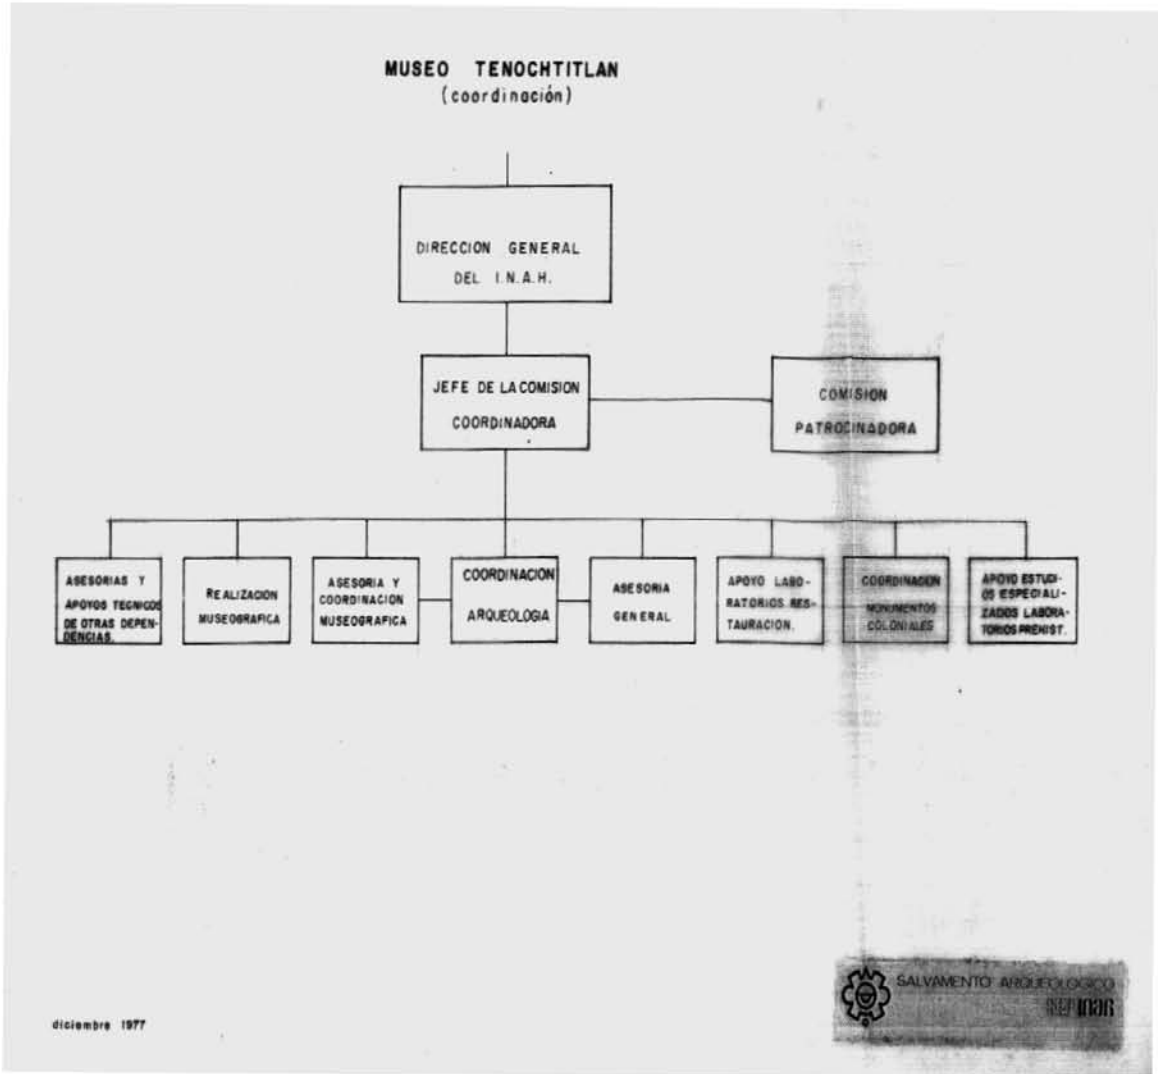 MUSEO TENOCHTITLAN
(coordinación)
DIRECCION GENERAL
DEL I.N.A.H.
JEFE DE LA COMISION
COORDINADORA
COMISION
PATROCINADORA
ASESORIAS Y
APOYOS TECNICOS
DE OTRAS DEPEN-
DENCIAS.
REALIZACION
MUSEOGRAFICA
ASESORIA Y
COORDINACION
MUSEOGRAFICA
COORDINACION
ARQUEOLOGIA
ASESORIA
GENERAL
APOYO LABO-
RATORIOS RES-
TAURACION.
COORDINACION
MONUMENTOS
COLONIALES
APOYO ESTUDI-
OS ESPECIALI-
ZADOS LABORA-
TORIOS PREHIST.
SALVAMENTO ARQUEOLOGICO
inah
diciembre 1977